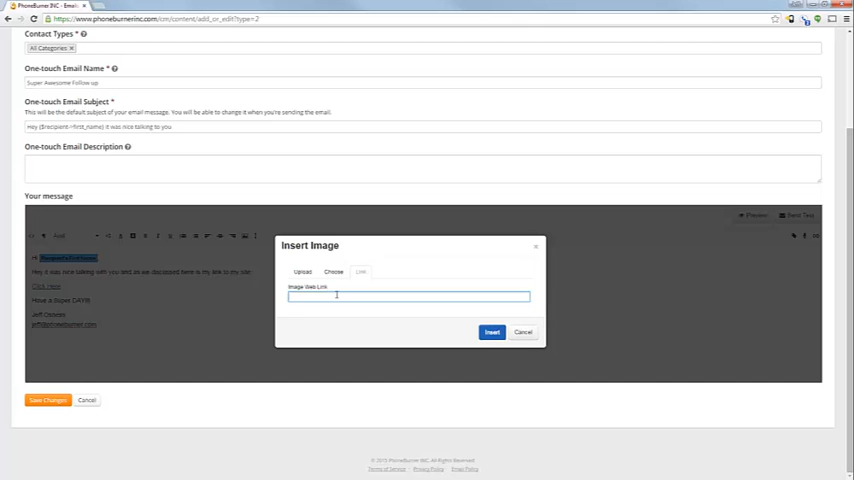 PhoneBurner INC - Email
https://www.phoneburnerinc.com/cm/content/add_or_edit?type=2
Contact Types *
All Categories ×
One-touch Email Name *
Super Awesome Follow up
One-touch Email Subject *
This will be the default subject of your email message. You will be able to change it when you're sending the email.
Hey {$recipient->first_name} it was nice talking to you
One-touch Email Description
Your message
Preview Send Test
Insert Image
×
Upload Choose Link
Image Web Link
Insert Cancel
Hi
Hey it was nice talking with you and as we discussed here is my link to my site:
Click Here
Have a Super DAY!!!
Jeff
jeff@phoneburner.com
Save Changes Cancel
© 2015 PhoneBurner INC. All Rights Reserved
Terms of Service Privacy Policy Email Policy